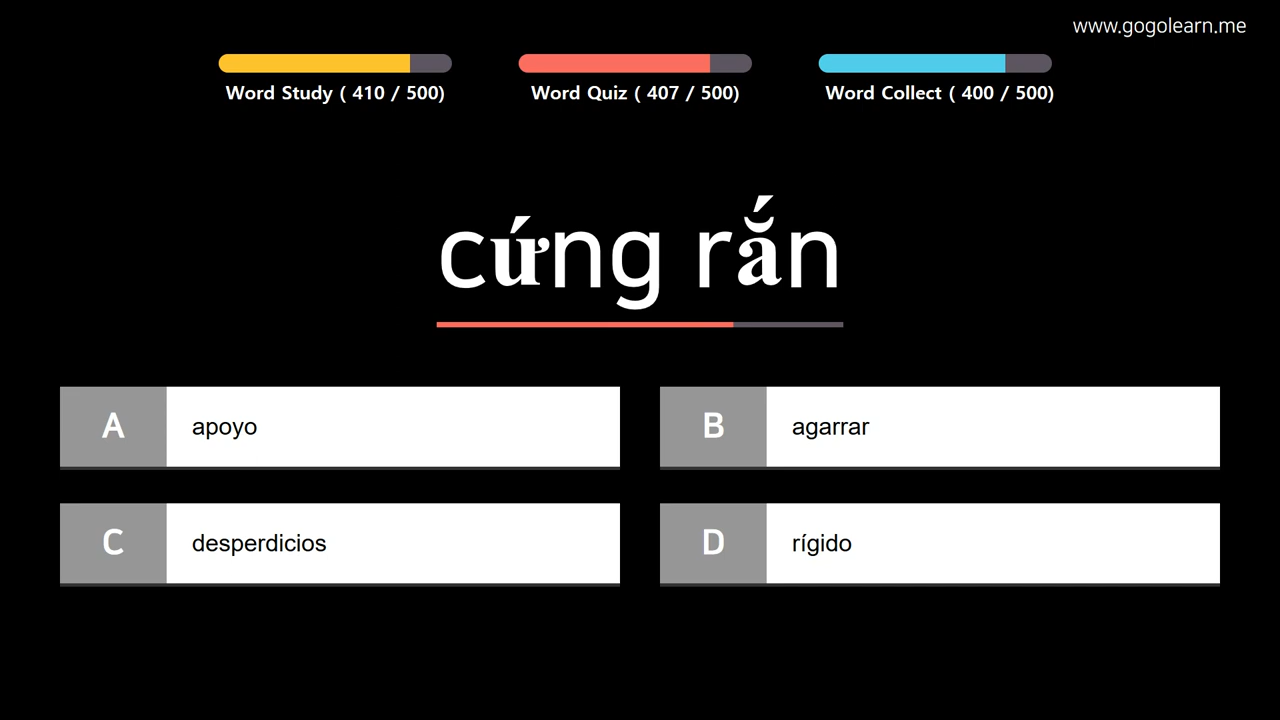 www.gogolearn.me
Word Study ( 410 / 500)
Word Quiz ( 407 / 500)
Word Collect ( 400 / 500)
cứng rắn
A apoyo
B agarrar
C desperdicios
D rígido